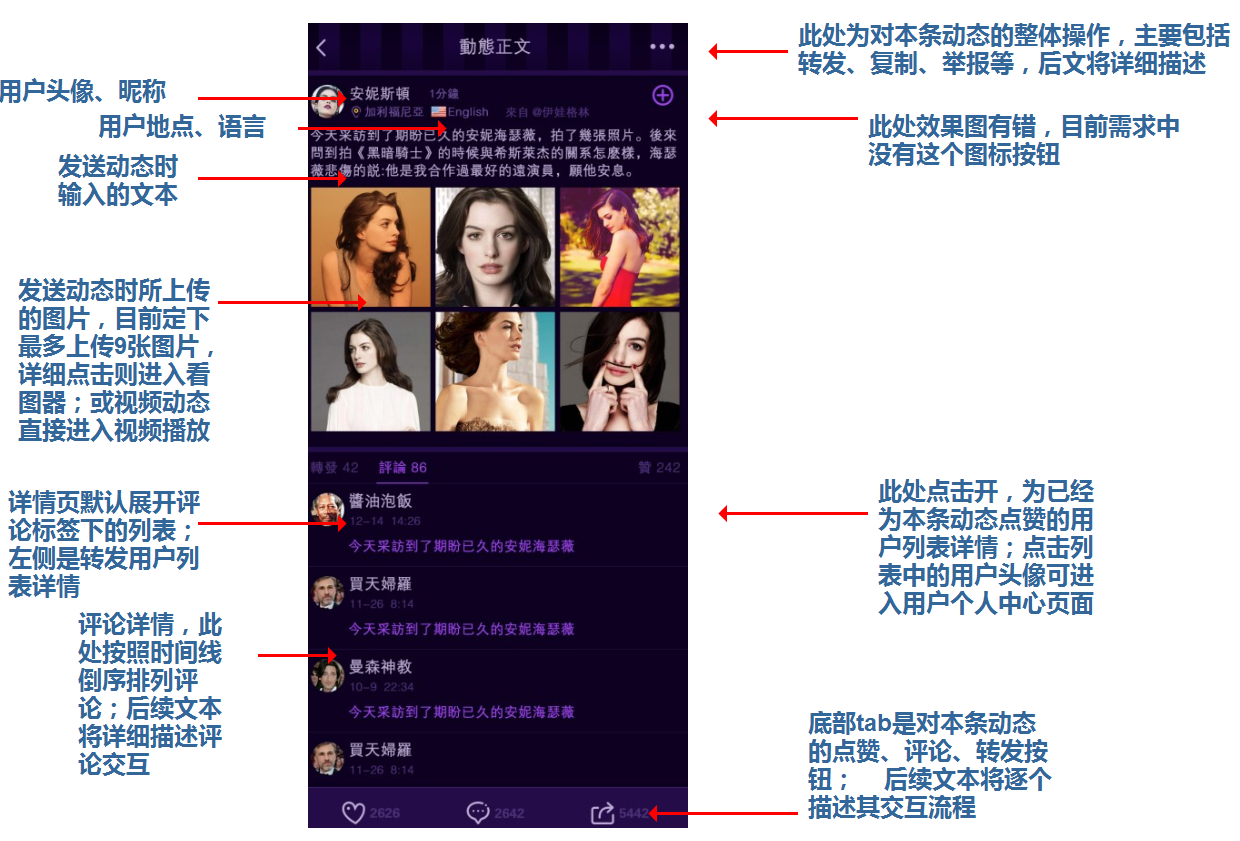 動態正文
此处为对本条动态的整体操作，主要包括
转发、复制、举报等，后文将详细描述
用户头像、昵称
安妮斯頓 1分鐘
用户地点、语言
加利福尼亞 English 來自 @伊娃格林
此处效果图有错，目前需求中
没有这个图标按钮
发送动态时
输入的文本
今天采訪到了期盼已久的安妮海瑟薇，拍了幾張照片。後來
問到拍《黑暗騎士》的時候與希斯萊杰的關系怎麽樣，海瑟
薇悲傷的説:他是我合作過最好的遠演員，願他安息。
发送动态时所上传
的图片，目前定下
最多上传9张图片，
详细点击则进入看
图器；或视频动态
直接进入视频播放
轉發 42 評論 86 贊 242
详情页默认展开评
论标签下的列表；
左侧是转发用户列
表详情
此处点击开，为已经
为本条动态点赞的用
户列表详情；点击列
表中的用户头像可进
入用户个人中心页面
醬油泡飯
12-14 14:26
今天采訪到了期盼已久的安妮海瑟薇
買天婦羅
11-26 8:14
今天采訪到了期盼已久的安妮海瑟薇
评论详情，此
处按照时间线
倒序排列评
论；后续文本
将详细描述评
论交互
曼森神教
10-9 22:34
今天采訪到了期盼已久的安妮海瑟薇
買天婦羅
11-26 8:14
底部tab是对本条动态
的点赞、评论、转发按
钮； 后续文本将逐个
描述其交互流程
2626 2642 5442